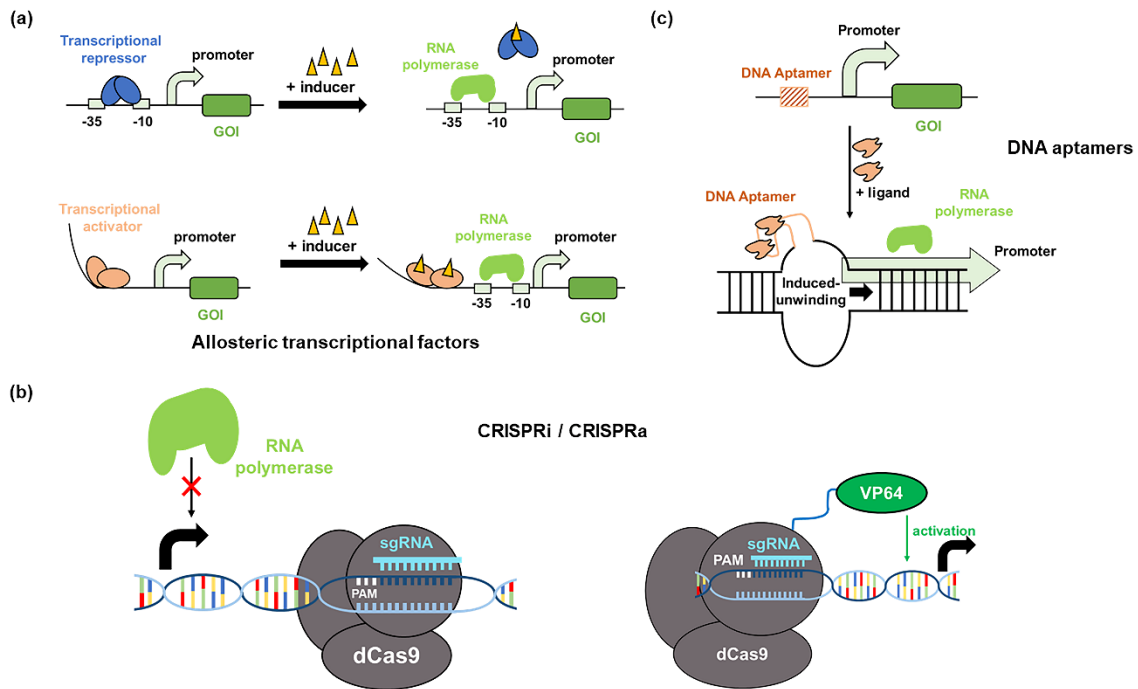 (a)
Transcriptional
repressor
promoter
-35
-10
GOI
+ inducer
RNA
polymerase
promoter
-35
-10
GOI
Transcriptional
activator
promoter
GOI
+ inducer
RNA
polymerase
promoter
-35
-10
GOI
Allosteric transcriptional factors
(c)
Promoter
DNA Aptamer
GOI
DNA aptamers
+ ligand
DNA Aptamer
RNA
polymerase
Promoter
Induced-
unwinding
(b)
CRISPRi / CRISPRa
RNA
polymerase
sgRNA
PAM
dCas9
VP64
activation
sgRNA
PAM
dCas9